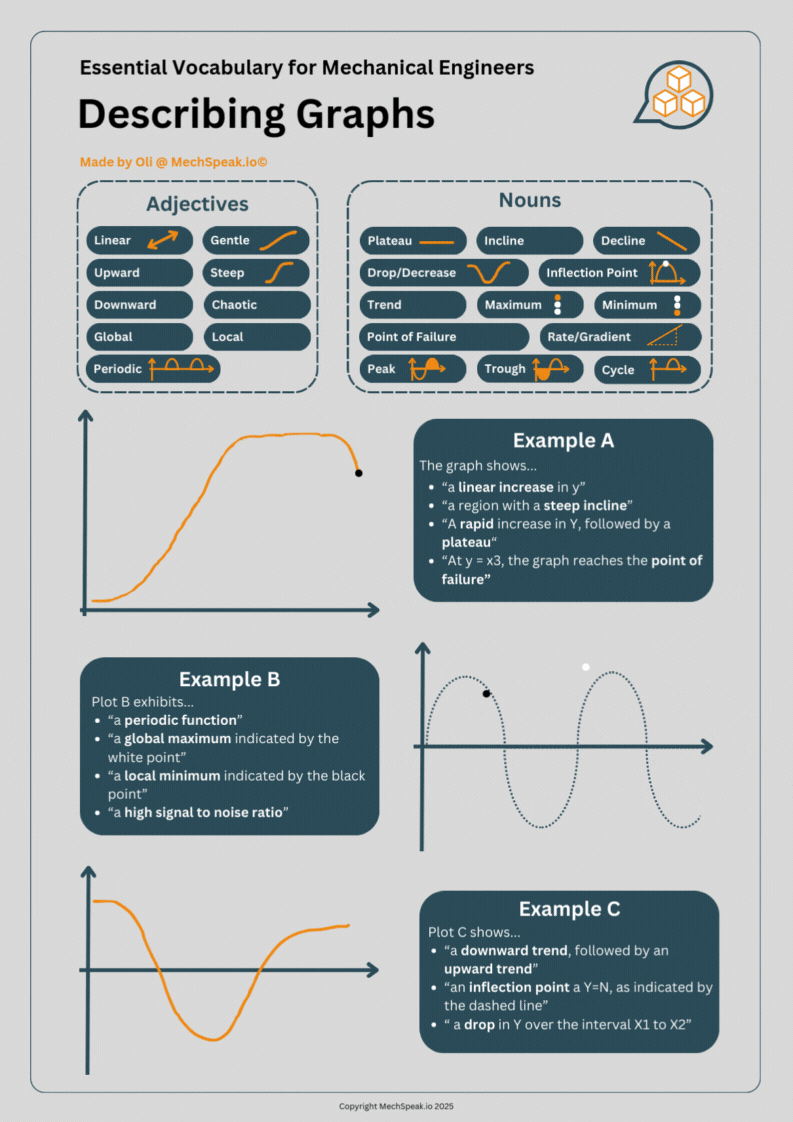 Essential Vocabulary for Mechanical Engineers
Describing Graphs
Made by Oli @ MechSpeak.io©
Adjectives
Linear
Gentle
Upward
Steep
Downward
Chaotic
Global
Local
Periodic
Nouns
Plateau
Incline
Decline
Drop/Decrease
Inflection Point
Trend
Maximum
Minimum
Point of Failure
Rate/Gradient
Peak
Trough
Cycle
Example A
The graph shows...
• “a linear increase in y”
• “a region with a steep incline”
• “A rapid increase in Y, followed by a
plateau“
• “At y = x3, the graph reaches the point of
failure”
Example B
Plot B exhibits...
• “a periodic function”
• “a global maximum indicated by the
white point”
• “a local minimum indicated by the black
point”
• “a high signal to noise ratio”
Example C
Plot C shows...
• “a downward trend, followed by an
upward trend”
• “an inflection point a Y=N, as indicated by
the dashed line”
• “ a drop in Y over the interval X1 to X2”
Copyright MechSpeak.io 2025